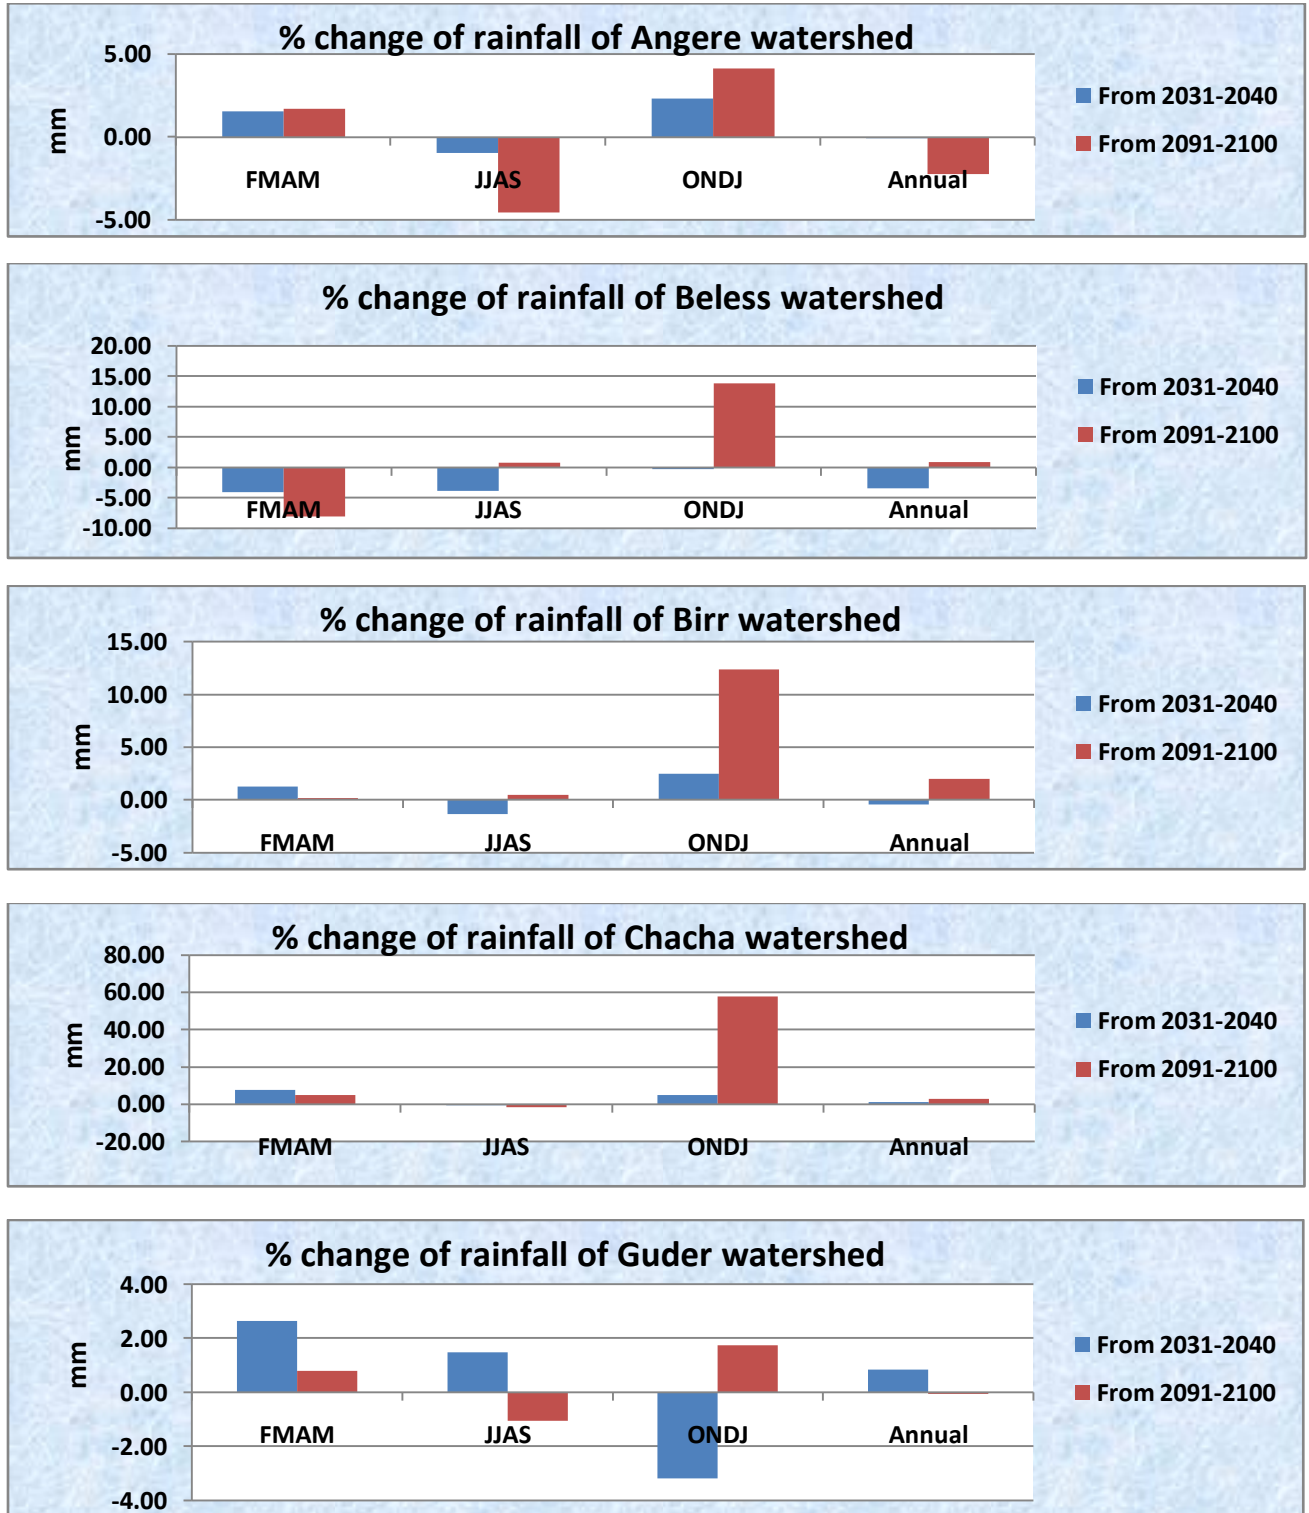 % change of rainfall of Angere watershed
5.00
0.00
-5.00
mm
FMAM JJAS ONDJ Annual
From 2031-2040
From 2091-2100
% change of rainfall of Beless watershed
20.00
15.00
10.00
5.00
0.00
-5.00
-10.00
mm
FMAM JJAS ONDJ Annual
From 2031-2040
From 2091-2100
% change of rainfall of Birr watershed
15.00
10.00
5.00
0.00
-5.00
mm
FMAM JJAS ONDJ Annual
From 2031-2040
From 2091-2100
% change of rainfall of Chacha watershed
80.00
60.00
40.00
20.00
0.00
-20.00
mm
FMAM JJAS ONDJ Annual
From 2031-2040
From 2091-2100
% change of rainfall of Guder watershed
4.00
2.00
0.00
-2.00
-4.00
mm
FMAM JJAS ONDJ Annual
From 2031-2040
From 2091-2100